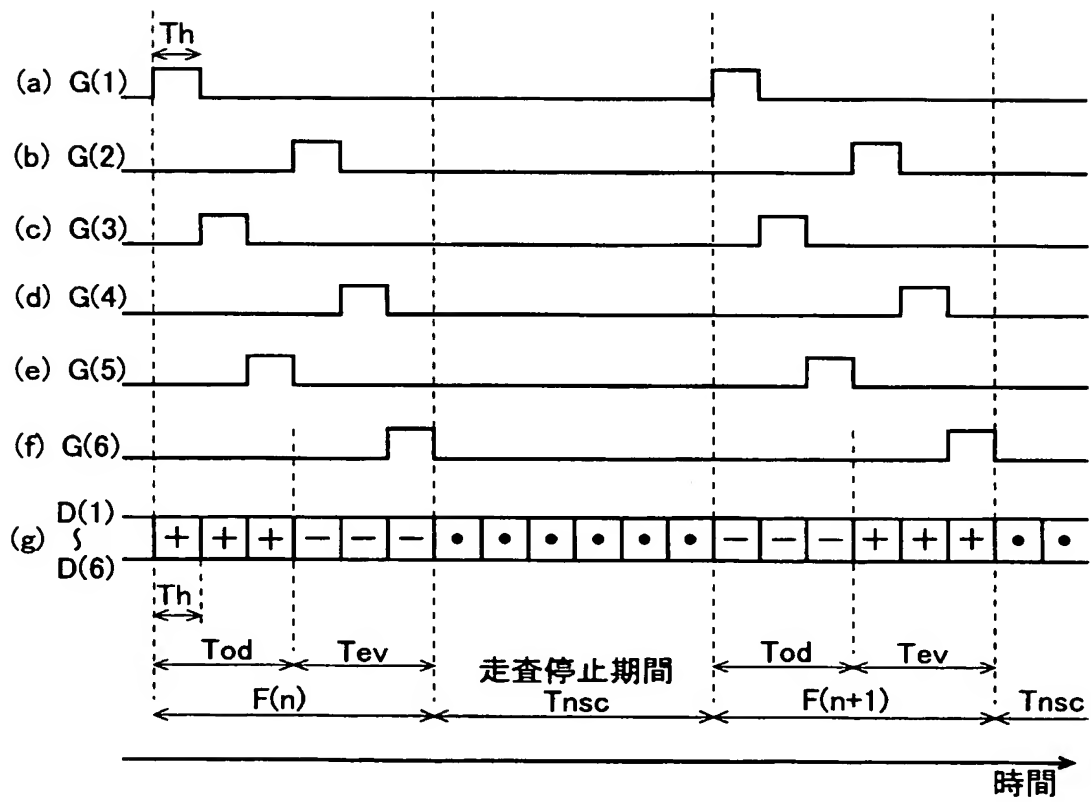 Th
(a) G(1)
(b) G(2)
(c) G(3)
(d) G(4)
(e) G(5)
(f) G(6)
(g) D(1) ∫ D(6)
+ + + − − − • • • • • • − − − + + + • •
Th
Tod Tev 走査停止期間 Tod Tev
F(n) Tnsc F(n+1) Tnsc
時間